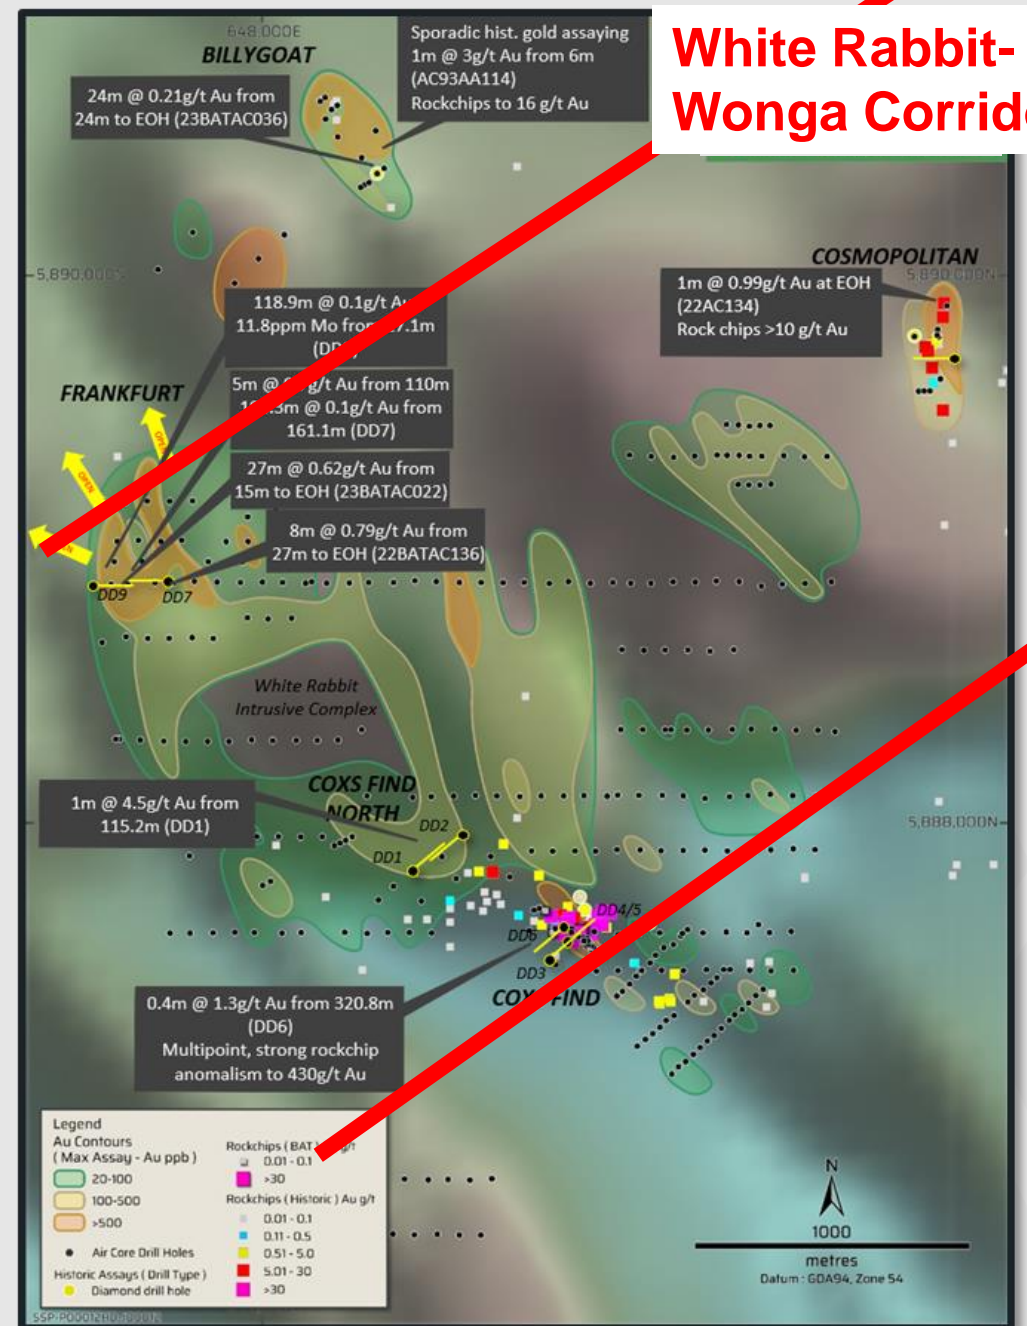 648.000E
BILLYGOAT
Sporadic hist. gold assaying
1m @ 3g/t Au from 6m
(AC93AA114)
Rockchips to 16 g/t Au
White Rabbit-
Wonga
24m @ 0.21g/t Au from
24m to EOH (23BATAC036)
COSMOPOLITAN
5,890,000N
1m @ 0.99g/t Au at EOH
(22AC134)
Rock chips >10 g/t Au
118.9m @ 0.1g/t
11.8ppm Mo from
FRANKFURT
5m @ Au from 110m
@ 0.1g/t Au from
161.1m (DD7)
27m @ 0.62g/t Au from
15m to EOH (23BATAC022)
8m @ 0.79g/t Au from
27m to EOH (22BATAC136)
OPEN
OPEN
DD9
DD7
White Rabbit
Intrusive Complex
COXS FIND
NORTH
1m @ 4.5g/t Au from
115.2m (DD1)
DD2
DD1
5,888,000N
DD4/5
DD6
DD3
COXS FIND
0.4m @ 1.3g/t Au from 320.8m
(DD6)
Multipoint, strong rockchip
anomalism to 430g/t Au
Legend
Au Contours
( Max Assay - Au ppb )
20-100
100-500
>500
Air Core Drill Holes
Historic Assays ( Drill Type )
Diamond drill hole
Rockchips ( BAT )
0.01 - 0.1
>30
Rockchips ( Historic ) Au g/t
0.01 - 0.1
0.11 - 0.5
0.51 - 5.0
5.01 - 30
>30
N
1000
metres
Datum : GDA94, Zone 54